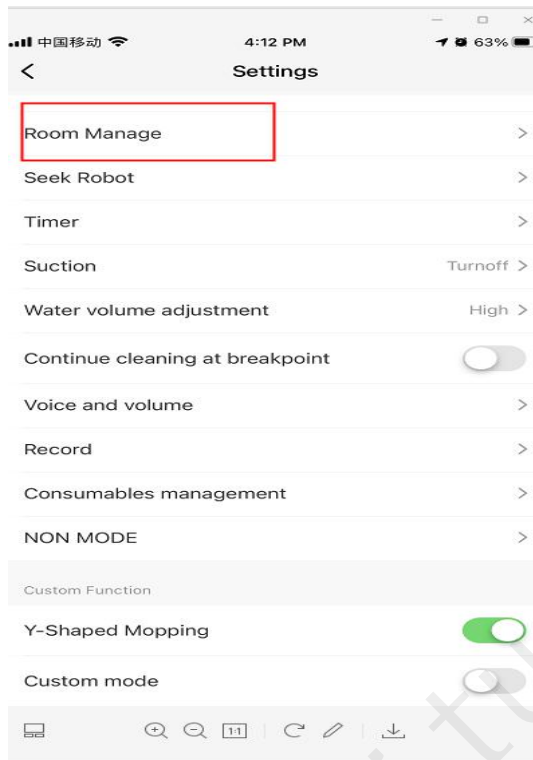 中国移动 4:12 PM 63%
Settings
Room Manage
Seek Robot
Timer
Suction Turnoff
Water volume adjustment High
Continue cleaning at breakpoint
Voice and volume
Record
Consumables management
NON MODE
Custom Function
Y-Shaped Mopping
Custom mode
1:1